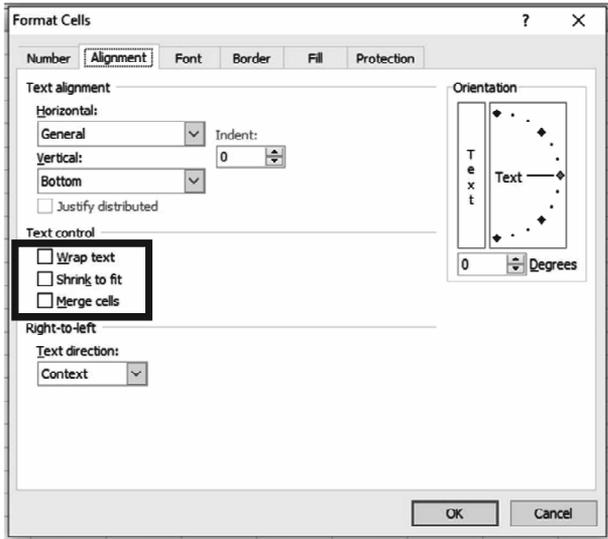 Format Cells
? X
Number Alignment Font Border Fill Protection
Text alignment
Horizontal:
General
Indent:
0
Vertical:
Bottom
Justify distributed
Text control
Wrap text
Shrink to fit
Merge cells
Right-to-left
Text direction:
Context
Orientation
Text
Text
0 Degrees
OK Cancel